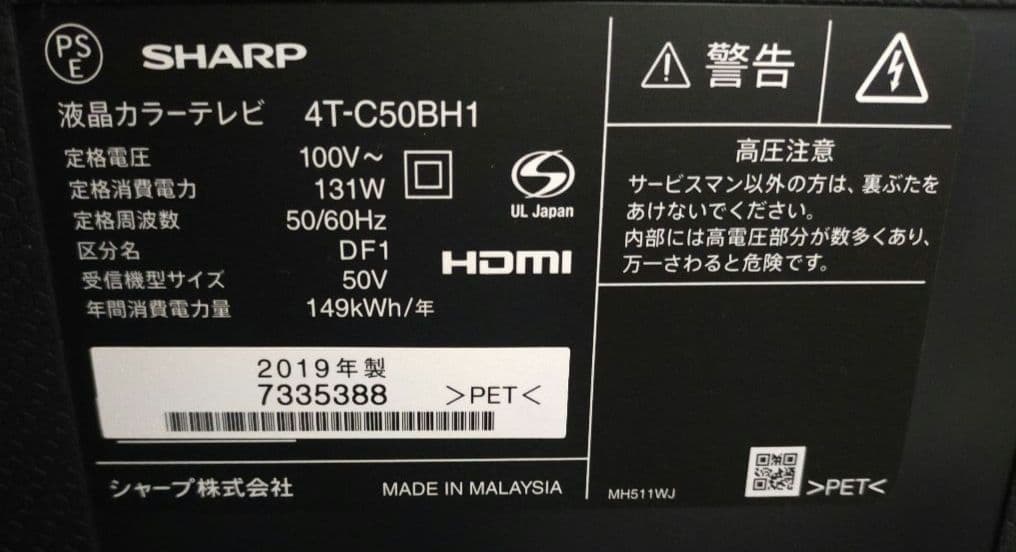 PS
E
SHARP
液晶カラーテレビ 4T-C50BH1
定格電圧 100V~
定格消費電力 131W
定格周波数 50/60Hz
区分名 DF1
受信機型サイズ 50V
年間消費電力量 149kWh/年
UL Japan
HDMI
2019年製
7335388
>PET<
シャープ株式会社
MADE IN MALAYSIA
警告
高圧注意
サービスマン以外の方は、裏ぶたを
あけないでください。
内部には高電圧部分が数多くあり、
万一さわると危険です。
MH511WJ
>PET<